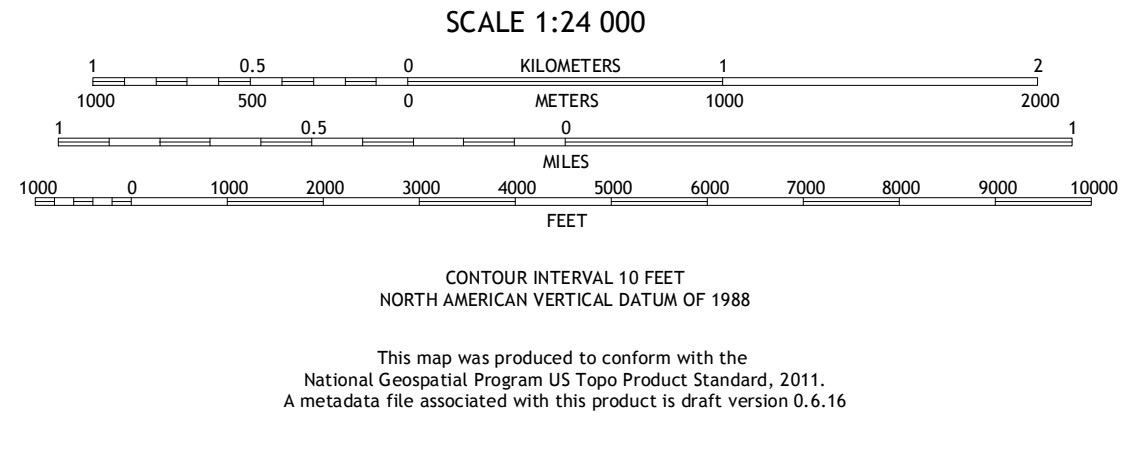 SCALE 1:24 000
1 0.5 0 KILOMETERS 1 2
1000 500 0 METERS 1000 2000
1 0.5 0 1
MILES
1000 0 1000 2000 3000 4000 5000 6000 7000 8000 9000 10000
FEET
CONTOUR INTERVAL 10 FEET
NORTH AMERICAN VERTICAL DATUM OF 1988
This map was produced to conform with the
National Geospatial Program US Topo Product Standard, 2011.
A metadata file associated with this product is draft version 0.6.16